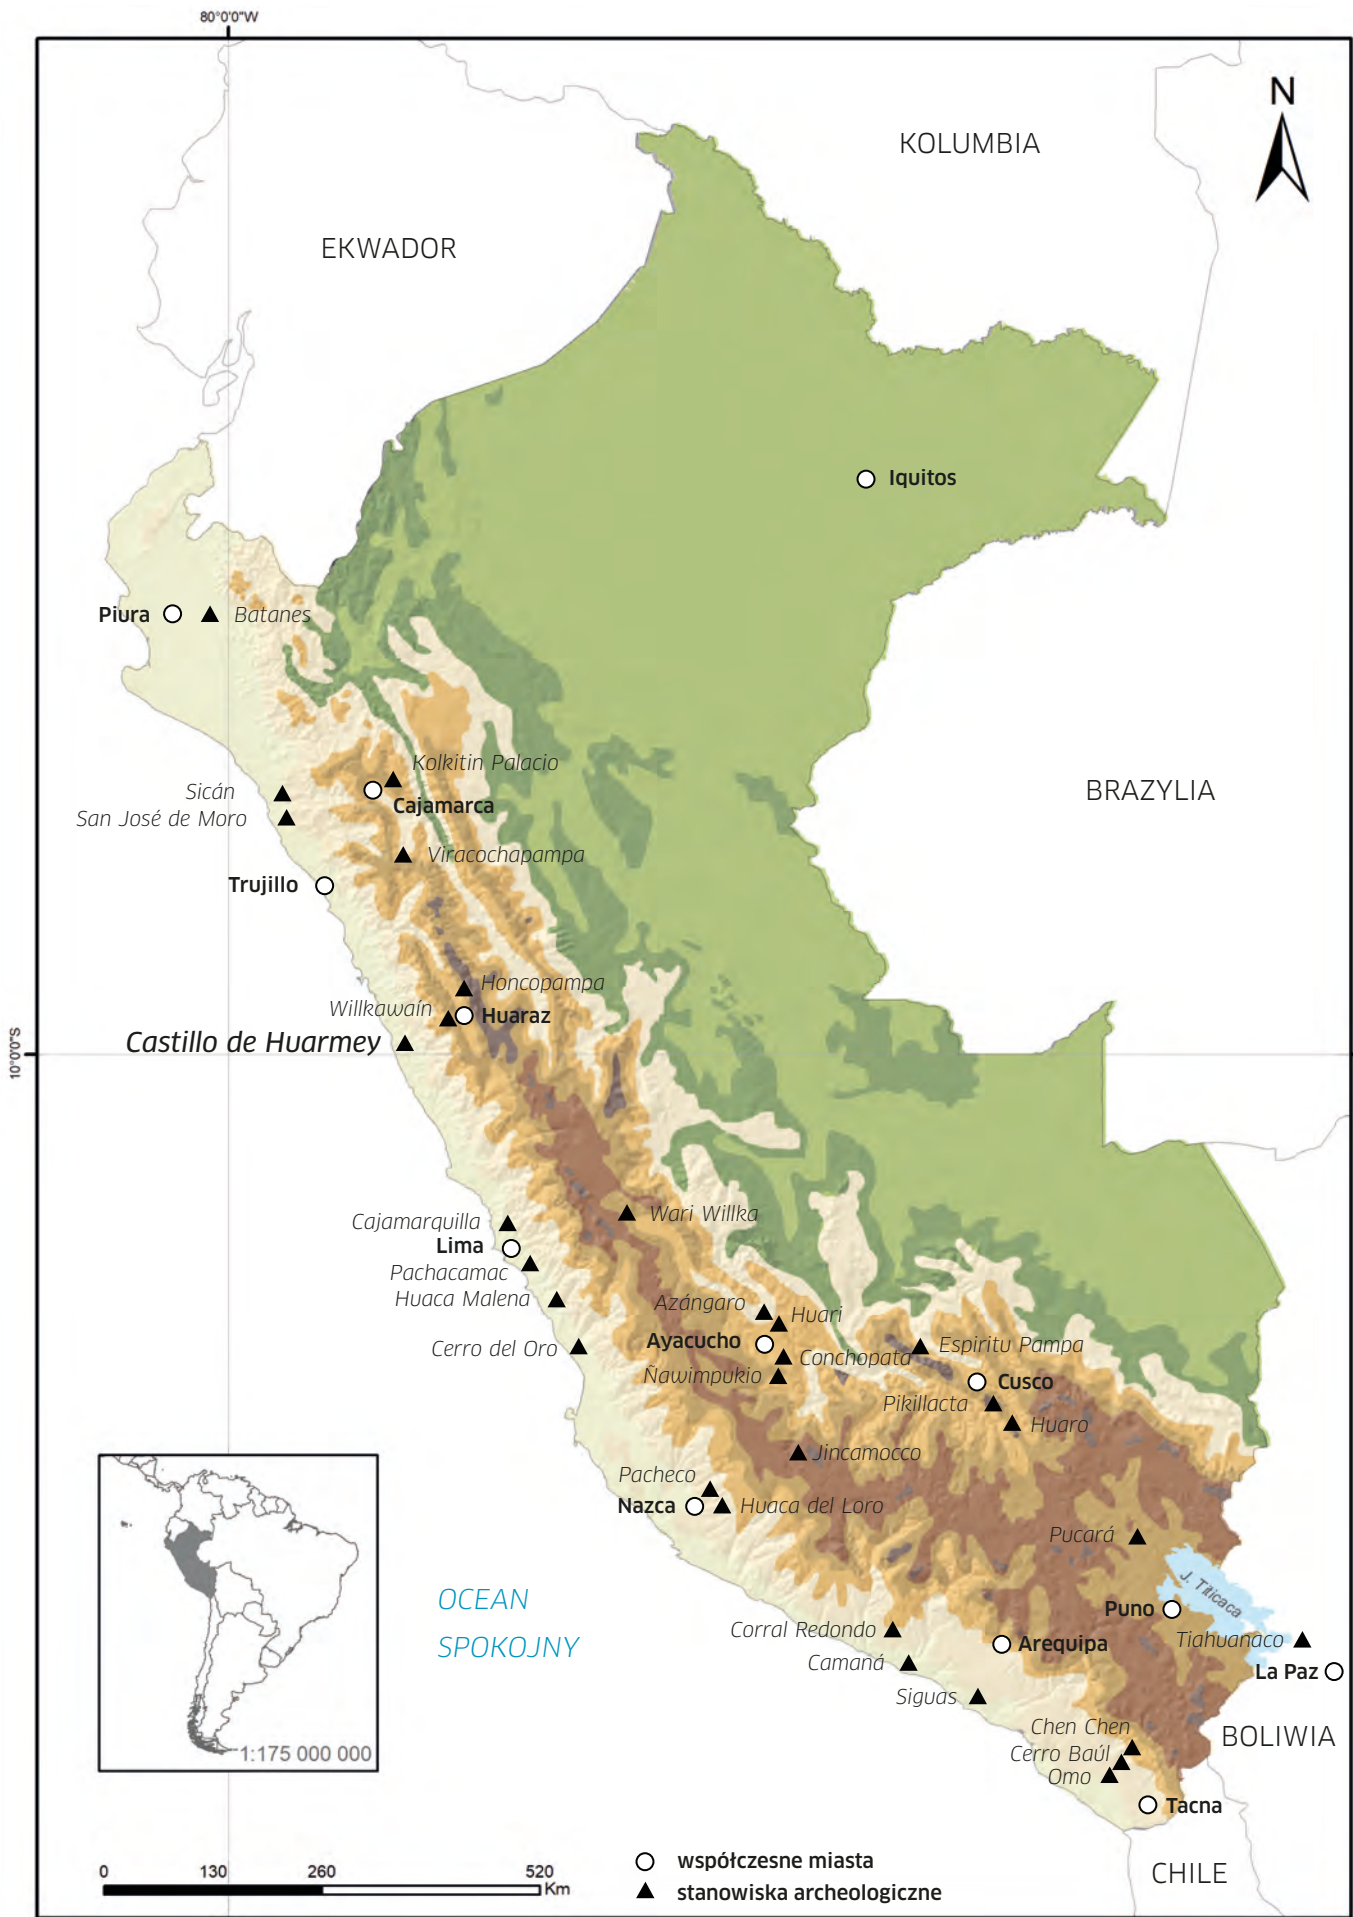 80°0'0"W
N
KOLUMBIA
EKWADOR
Iquitos
Piura
Batanes
Kolkitin Palacio
Sicán
BRAZYLIA
Cajamarca
San José de Moro
Viracochapampa
Trujillo
Honcopampa
Willkawaín
Huaraz
Castillo de Huarmey
10°0'0"S
Wari Willka
Cajamarquilla
Lima
Pachacamac
Huaca Malena
Azángaro
Huari
Ayacucho
Cerro del Oro
Espiritu Pampa
Conchopata
Ñawimpukio
Cusco
Pikillacta
Huaro
Jincamocco
Pacheco
Nazca
Huaca del Loro
Pucará
J. Titicaca
OCEAN
SPOKOJNY
Puno
Corral Redondo
Arequipa
Tiahuanaco
Camaná
La Paz
Siguas
Chen Chen
BOLIWIA
Cerro Baúl
1:175 000 000
Omo
Tacna
współczesne miasta
0 130 260 520
Km
CHILE
stanowiska archeologiczne